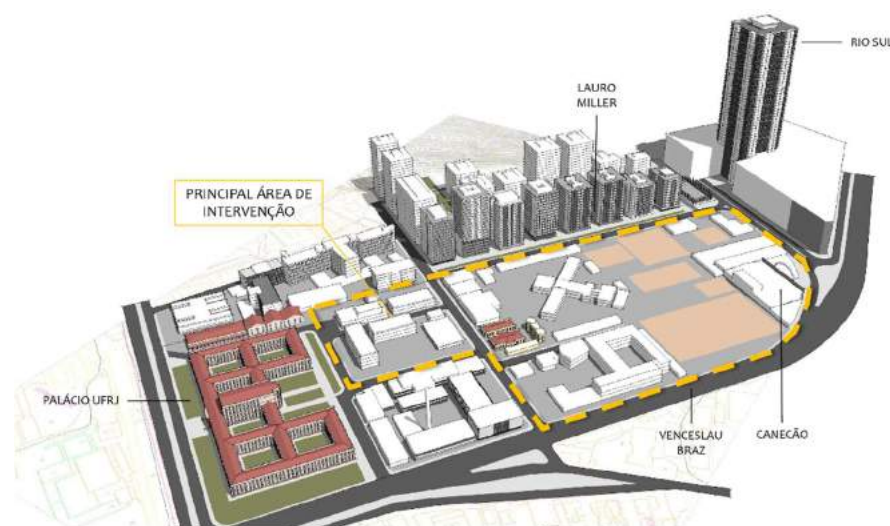 RIO SUL
LAURO
MILLER
PRINCIPAL ÁREA DE
INTERVENÇÃO
PALÁCIO UFRJ
VENCESLAU
BRAZ
CANECÃO